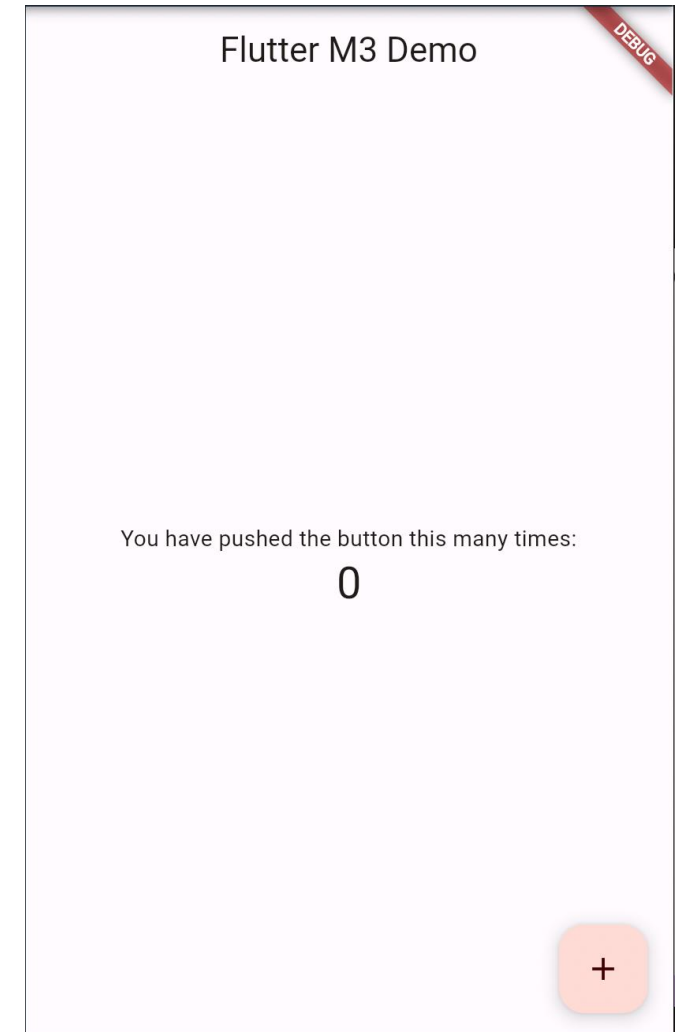 Flutter M3 Demo
DEBUG
You have pushed the button this many times:
0
+